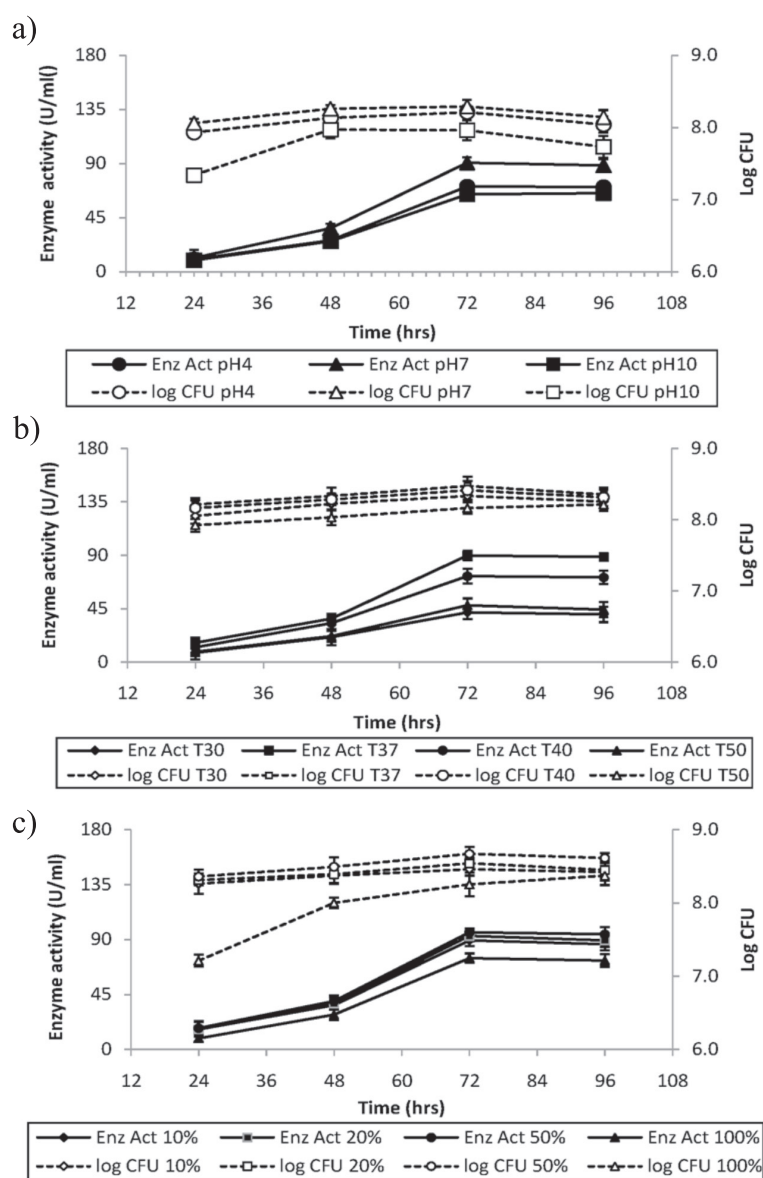 a)
180 9.0
135
8.0
90
7.0
45
0 6.0
Enzyme activity (U/ml()
Log CFU
12 24 36 48 60 72 84 96 108
Time (hrs)
Enz Act pH4 Enz Act pH7 Enz Act pH10
log CFU pH4 log CFU pH7 log CFU pH10
b)
180 9.0
135
8.0
90
7.0
45
0 6.0
Enzyme activity (U/ml)
Log CFU
12 24 36 48 60 72 84 96 108
Time (hrs)
Enz Act T30 Enz Act T37 Enz Act T40 Enz Act T50
log CFU T30 log CFU T37 log CFU T40 log CFU T50
c)
180 9.0
135
8.0
90
7.0
45
0 6.0
Enzyme activity (U/ml)
Log CFU
12 24 36 48 60 72 84 96 108
Time (hrs)
Enz Act 10% Enz Act 20% Enz Act 50% Enz Act 100%
log CFU 10% log CFU 20% log CFU 50% log CFU 100%